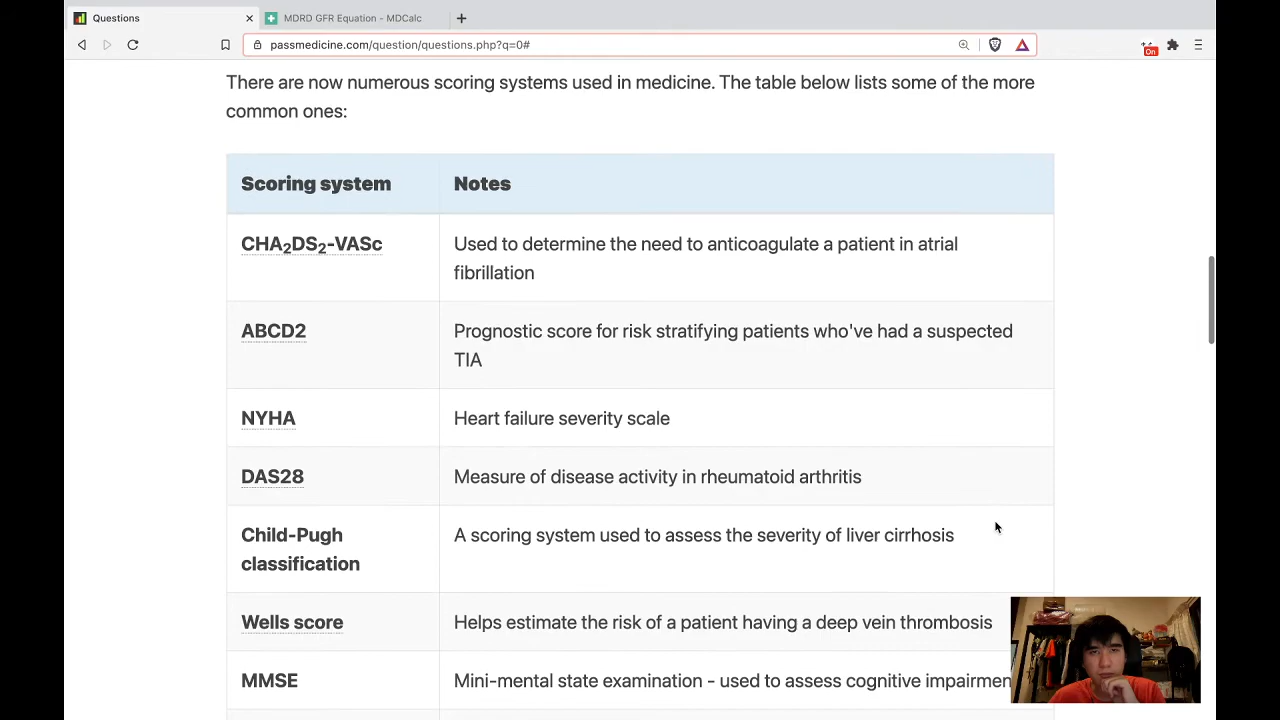 Questions
MDRD GFR Equation - MDCalc
passmedicine.com/question/questions.php?q=0#
On
There are now numerous scoring systems used in medicine. The table below lists some of the more
common ones:
Scoring system
Notes
CHA2DS2-VASc
Used to determine the need to anticoagulate a patient in atrial
fibrillation
ABCD2
Prognostic score for risk stratifying patients who've had a suspected
TIA
NYHA
Heart failure severity scale
DAS28
Measure of disease activity in rheumatoid arthritis
Child-Pugh
classification
A scoring system used to assess the severity of liver cirrhosis
Wells score
Helps estimate the risk of a patient having a deep vein thrombosis
MMSE
Mini-mental state examination - used to assess cognitive impairmen